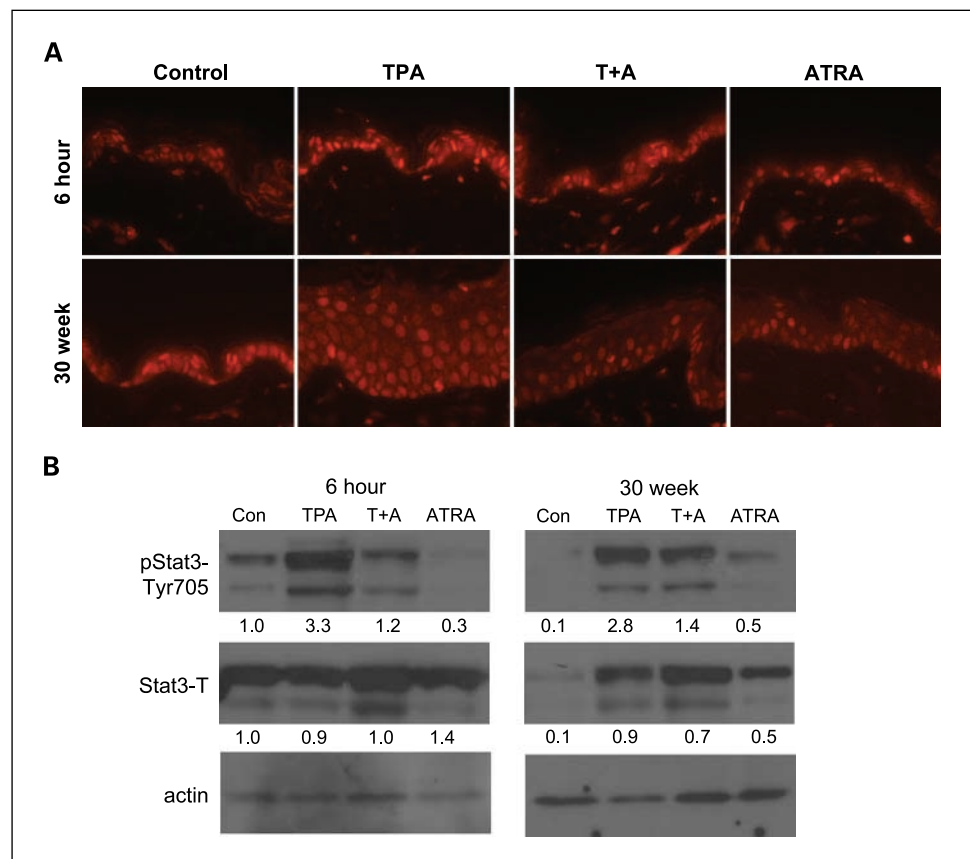 A
Control TPA T+A ATRA
6 hour
30 week
B
6 hour 30 week
Con TPA T+A ATRA Con TPA T+A ATRA
pStat3-
Tyr705
1.0 3.3 1.2 0.3 0.1 2.8 1.4 0.5
Stat3-T
1.0 0.9 1.0 1.4 0.1 0.9 0.7 0.5
actin